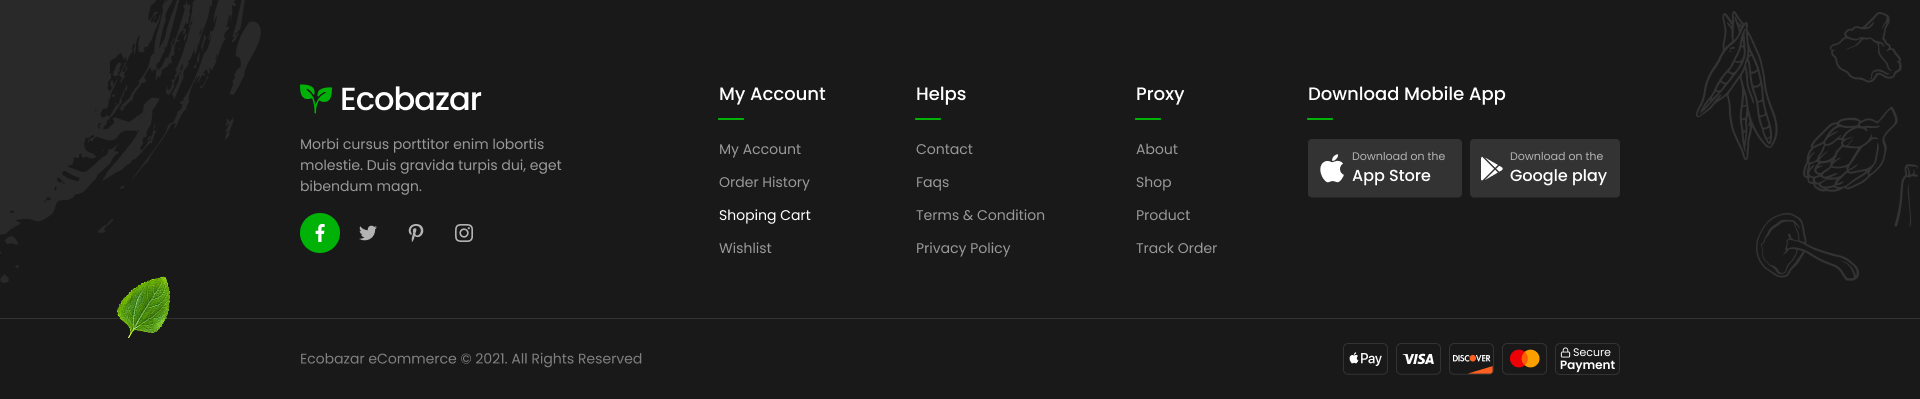 Ecobazar
Morbi cursus porttitor enim lobortis
molestie. Duis gravida turpis dui, eget
bibendum magn.
My Account
My Account
Order History
Shoping Cart
Wishlist
Helps
Contact
Faqs
Terms & Condition
Privacy Policy
Proxy
About
Shop
Product
Track Order
Download Mobile App
Download on the
App Store
Download on the
Google play
Ecobazar eCommerce © 2021. All Rights Reserved
Pay
VISA
DISCOVER
Secure
Payment